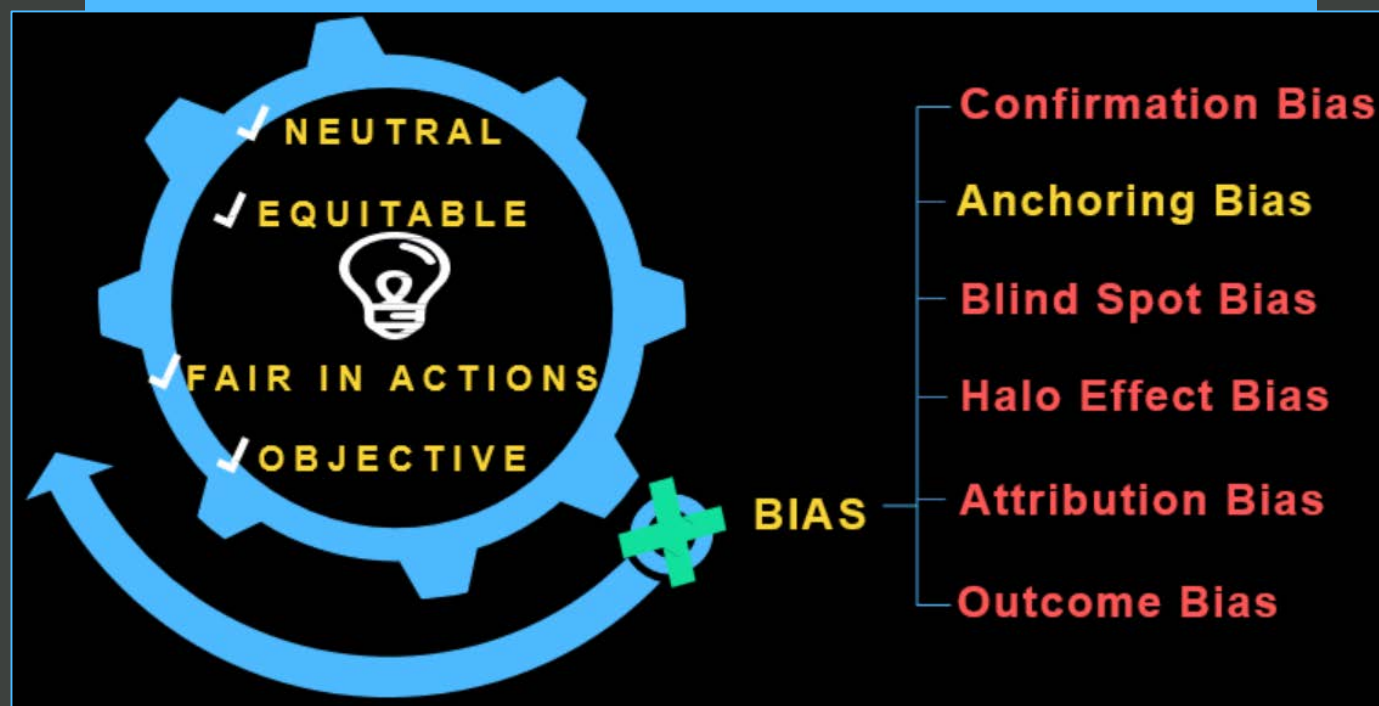 NEUTRAL
EQUITABLE
FAIR IN ACTIONS
OBJECTIVE
BIAS
Confirmation Bias
Anchoring Bias
Blind Spot Bias
Halo Effect Bias
Attribution Bias
Outcome Bias